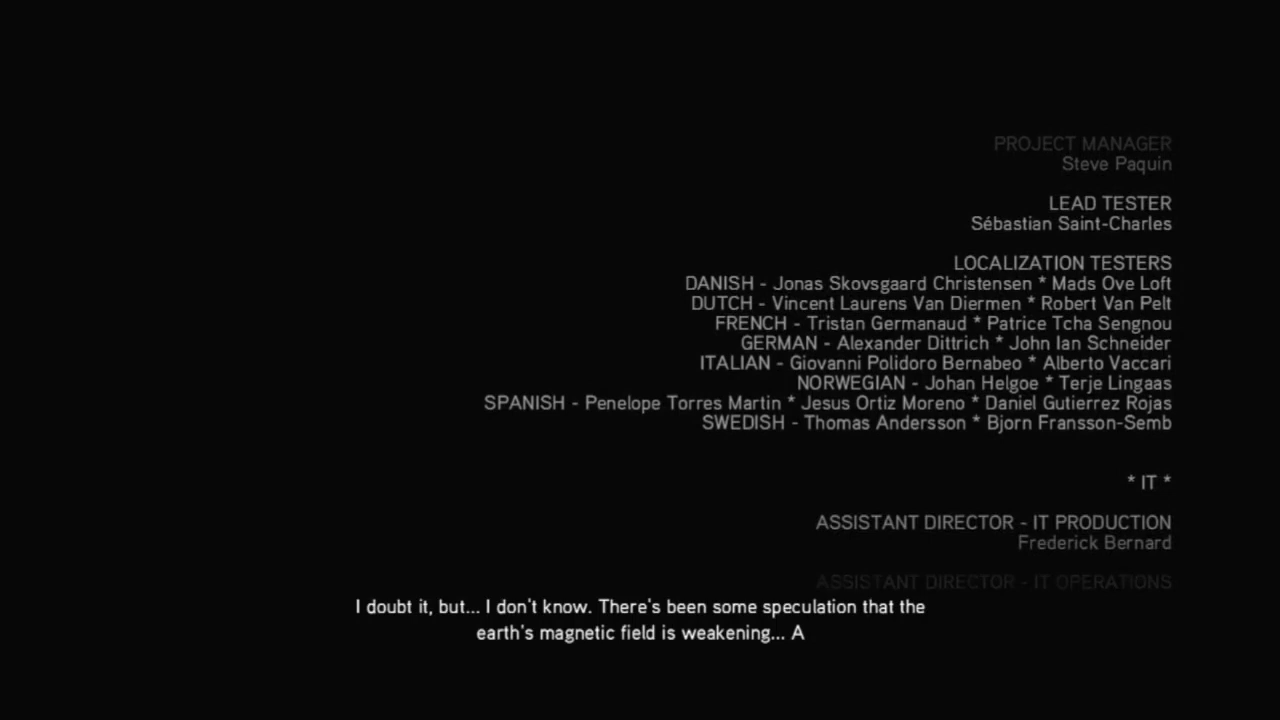 PROJECT MANAGER
Steve Paquin
LEAD TESTER
Sébastian Saint-Charles
LOCALIZATION TESTERS
DANISH - Jonas Skovsgaard Christensen * Mads Ove Loft
DUTCH - Vincent Laurens Van Diermen * Robert Van Pelt
FRENCH - Tristan Germanaud * Patrice Tcha Sengnou
GERMAN - Alexander Dittrich * John Ian Schneider
ITALIAN - Giovanni Polidoro Bernabeo * Alberto Vaccari
NORWEGIAN - Johan Helgoe * Terje Lingaas
SPANISH - Penelope Torres Martin * Jesus Ortiz Moreno * Daniel Gutierrez Rojas
SWEDISH - Thomas Andersson * Bjorn Fransson-Semb
* IT *
ASSISTANT DIRECTOR - IT PRODUCTION
Frederick Bernard
ASSISTANT DIRECTOR - IT OPERATIONS
I doubt it, but... I don't know. There's been some speculation that the
earth's magnetic field is weakening... A